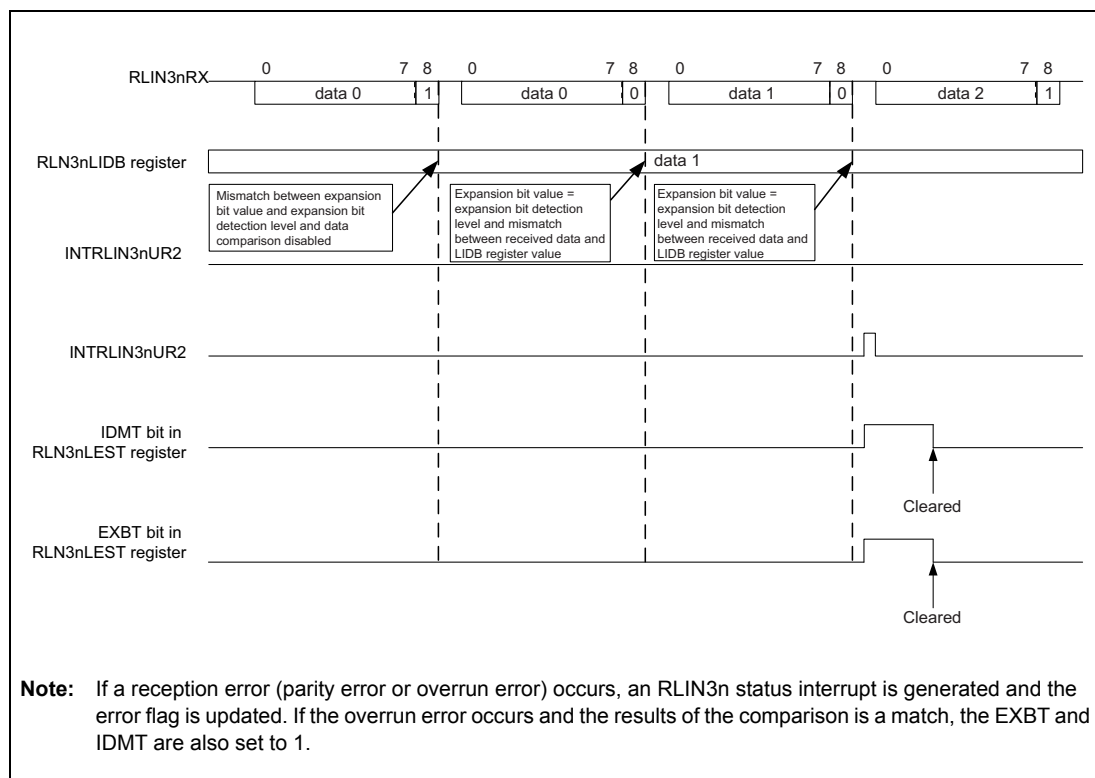 0 7 8 0 7 8 0 7 8 0 7 8
RLIN3nRX
data 0 1 data 0 0 data 1 0 data 2 1
RLN3nLIDB register
data 1
Mismatch between expansion
bit value and expansion bit
detection level and data
comparison disabled
Expansion bit value =
expansion bit detection
level and mismatch
between received data and
LIDB register value
Expansion bit value =
expansion bit detection
level and mismatch
between received data and
LIDB register value
INTRLIN3nUR2
INTRLIN3nUR2
IDMT bit in
RLN3nLEST register
Cleared
EXBT bit in
RLN3nLEST register
Cleared
Note: If a reception error (parity error or overrun error) occurs, an RLIN3n status interrupt is generated and the
error flag is updated. If the overrun error occurs and the results of the comparison is a match, the EXBT and
IDMT are also set to 1.